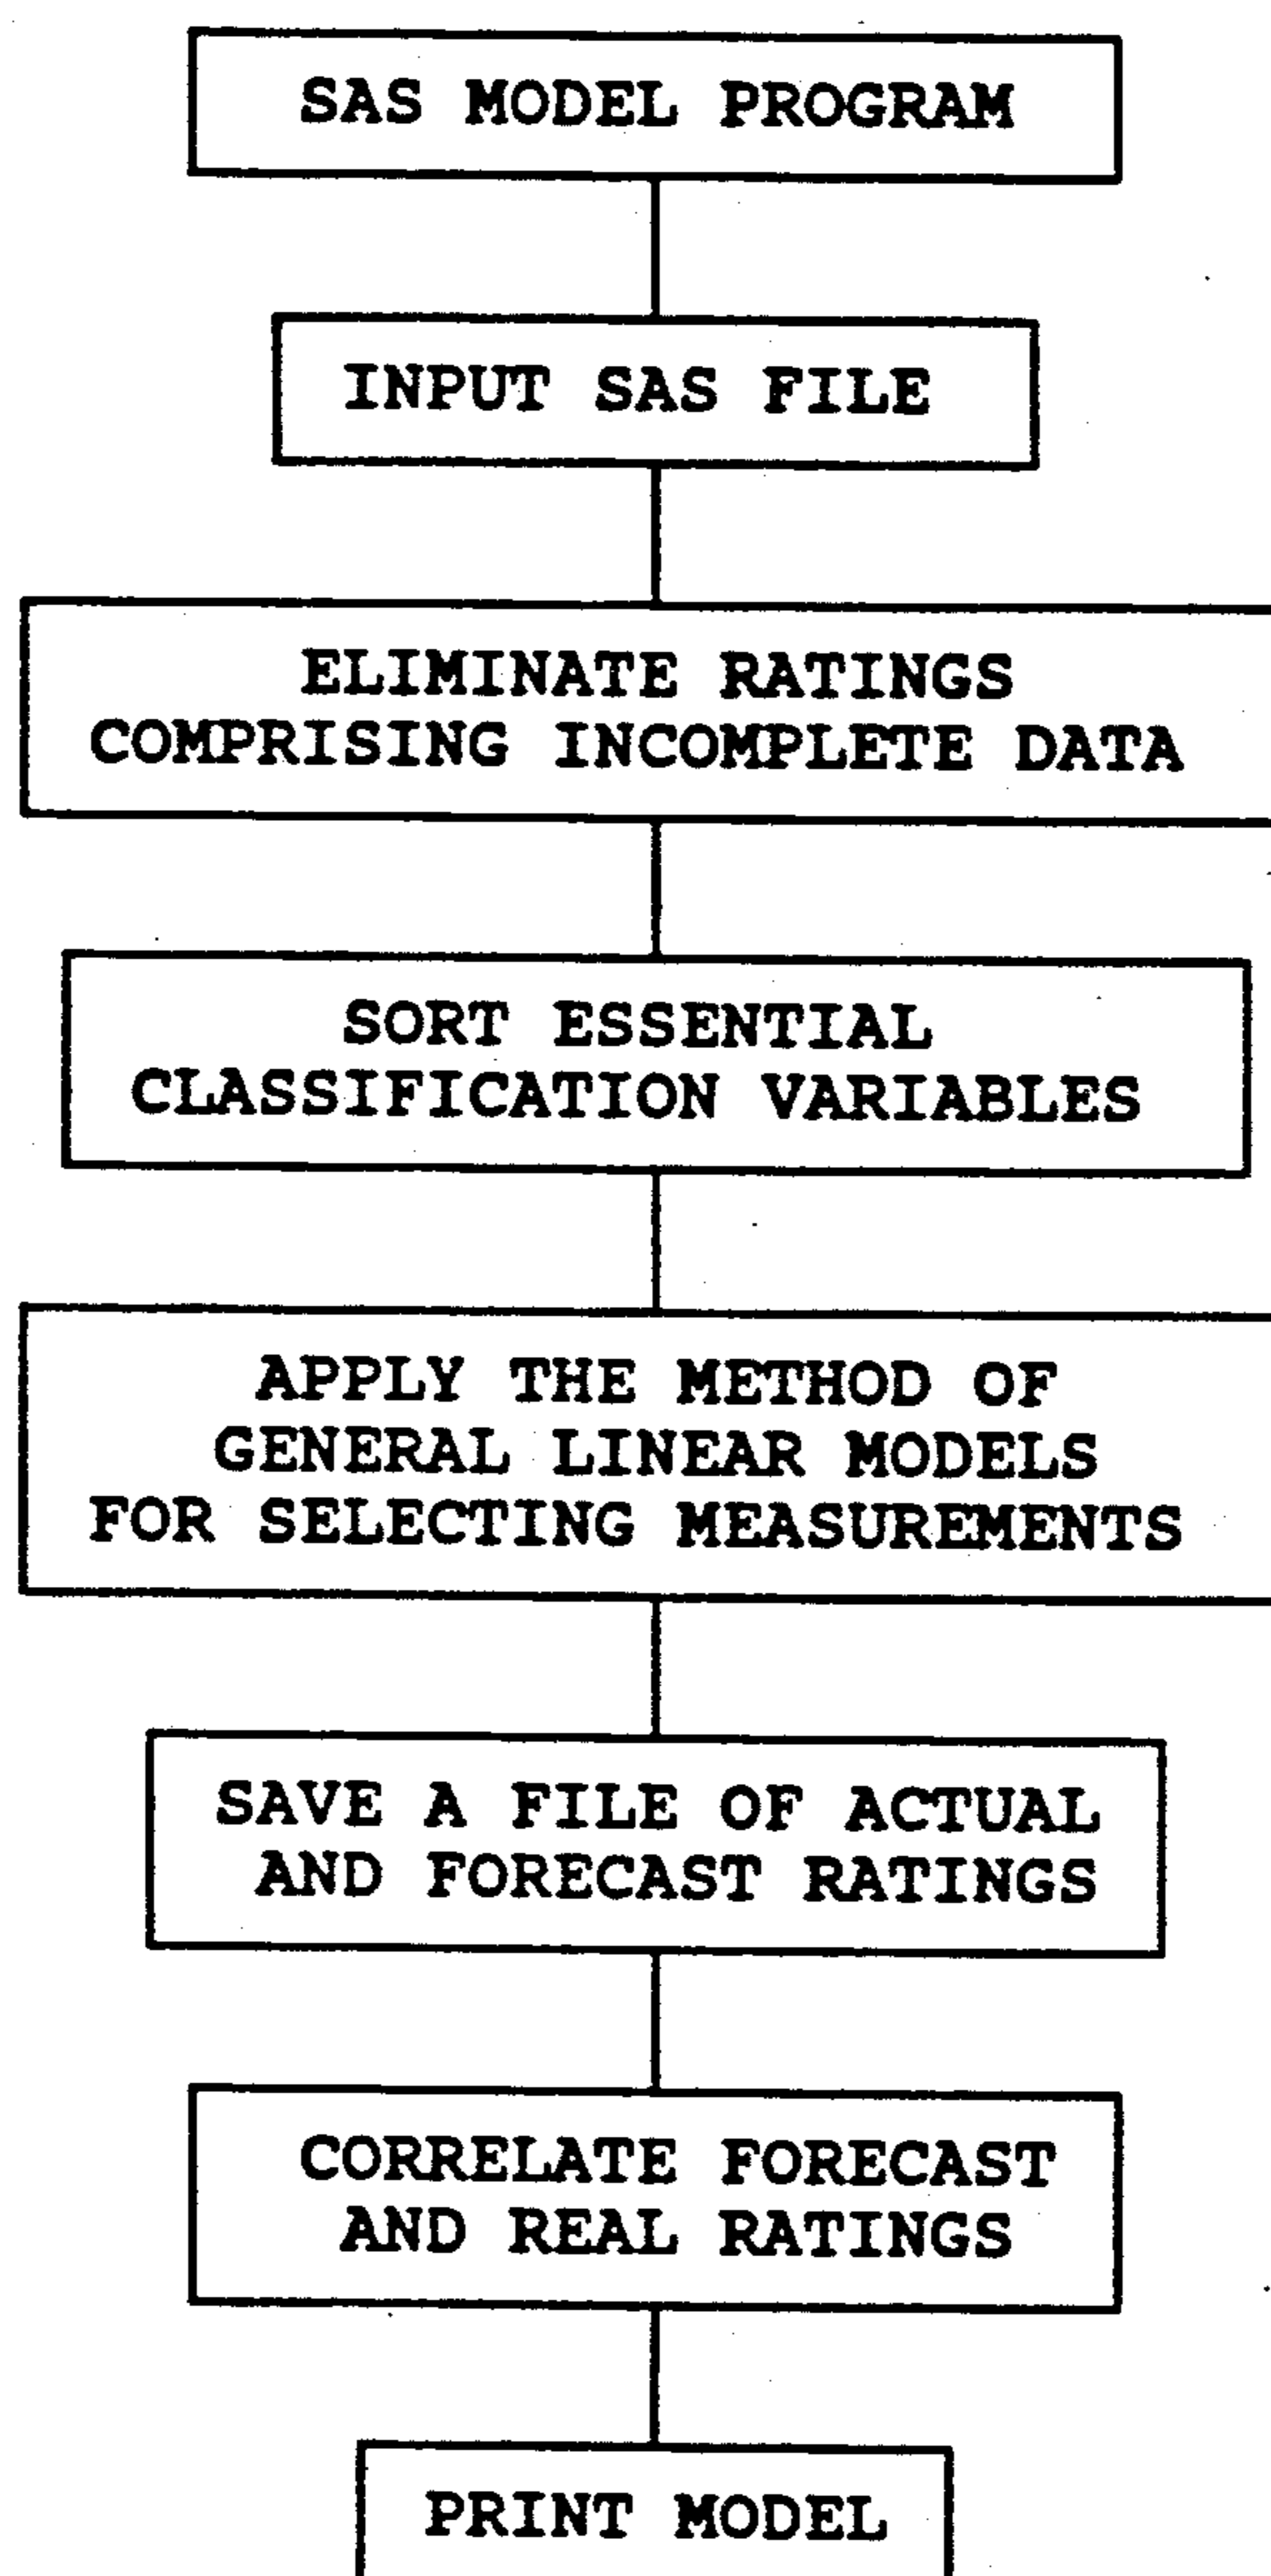 SAS MODEL PROGRAM
INPUT SAS FILE
ELIMINATE RATINGS
COMPRISING INCOMPLETE DATA
SORT ESSENTIAL
CLASSIFICATION VARIABLES
APPLY THE METHOD OF
GENERAL LINEAR MODELS
FOR SELECTING MEASUREMENTS
SAVE A FILE OF ACTUAL
AND FORECAST RATINGS
CORRELATE FORECAST
AND REAL RATINGS
PRINT MODEL